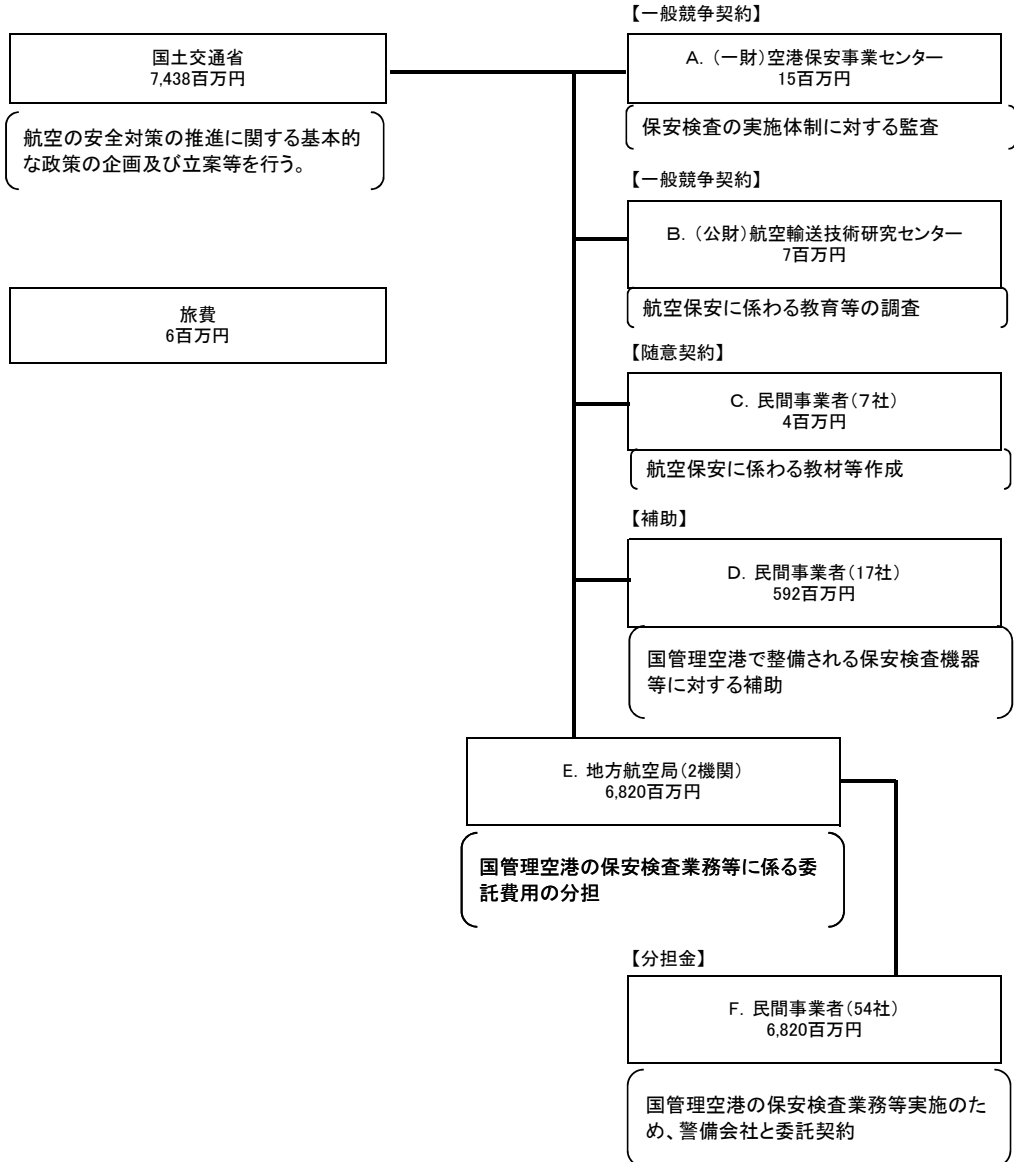 国土交通省
7,438百万円
航空の安全対策の推進に関する基本的
な政策の企画及び立案等を行う。
旅費
6百万円
【一般競争契約】
A. (一財)空港保安事業センター
15百万円
保安検査の実施体制に対する監査
【一般競争契約】
B. (公財)航空輸送技術研究センター
7百万円
航空保安に係わる教育等の調査
【随意契約】
C. 民間事業者(7社)
4百万円
航空保安に係わる教材等作成
【補助】
D. 民間事業者(17社)
592百万円
国管理空港で整備される保安検査機器
等に対する補助
E. 地方航空局(2機関)
6,820百万円
国管理空港の保安検査業務等に係る委
託費用の分担
【分担金】
F. 民間事業者(54社)
6,820百万円
国管理空港の保安検査業務等実施のた
め、警備会社と委託契約